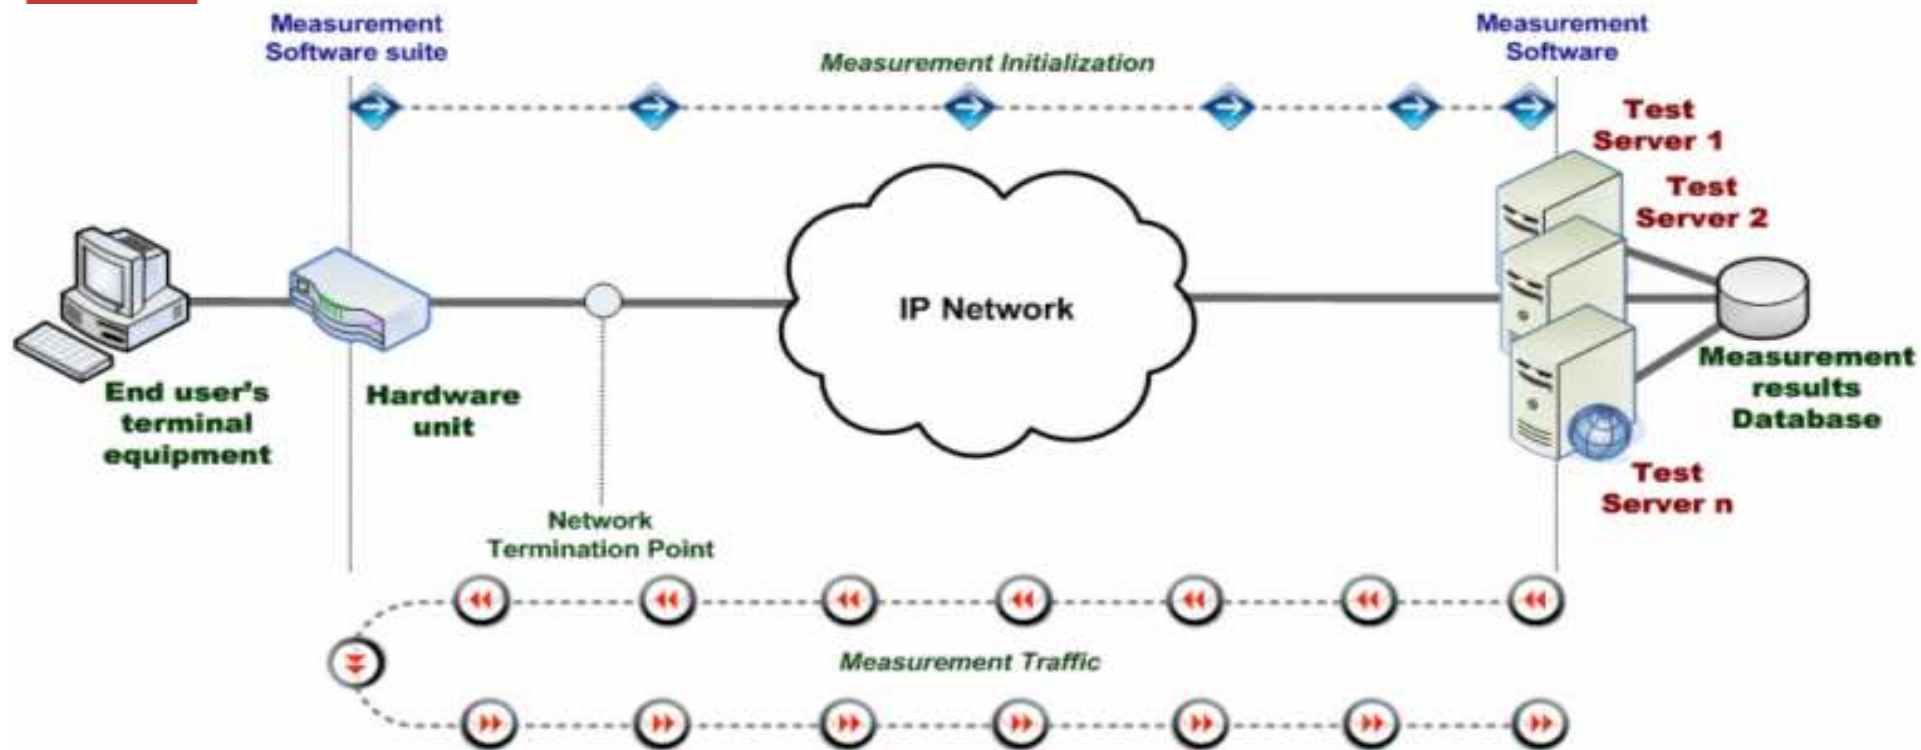 Measurement
Software suite
Measurement Initialization
Measurement
Software
Test
Server 1
Test
Server 2
IP Network
End user's
terminal
equipment
Hardware
unit
Measurement
results
Database
Test
Server n
Network
Termination Point
Measurement Traffic